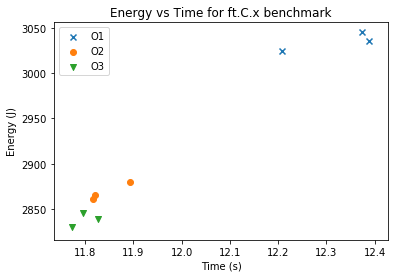 Energy vs Time for ft.C.x benchmark
O1
O2
O3
Energy (J)
3050
3000
2950
2900
2850
11.8 11.9 12.0 12.1 12.2 12.3 12.4
Time (s)